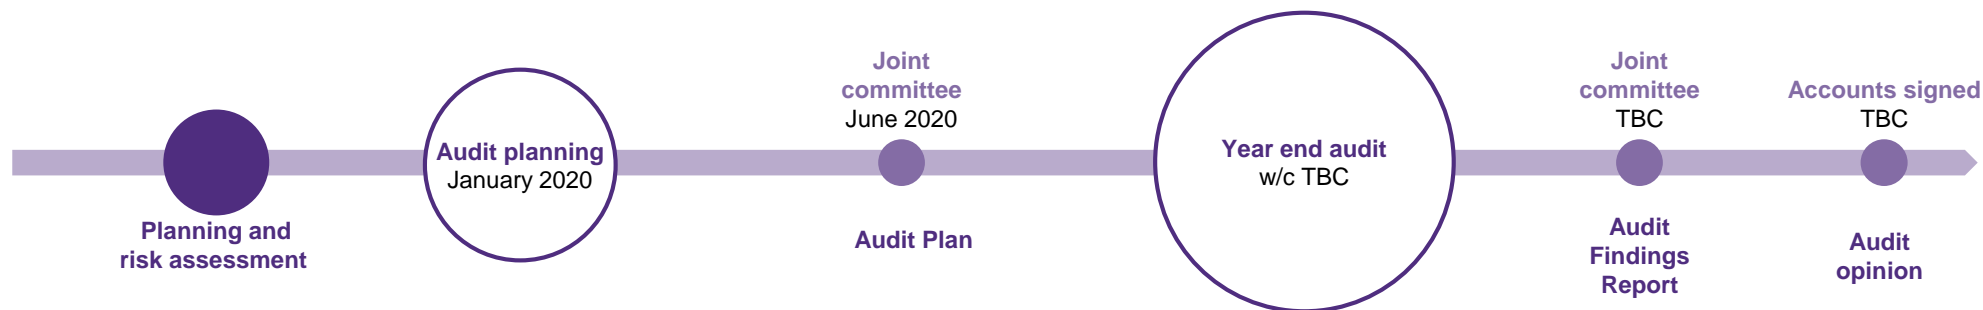 Planning and
risk assessment
Audit planning
January 2020
Joint
committee
June 2020
Audit Plan
Year end audit
w/c TBC
Joint
committee
TBC
Audit
Findings
Report
Accounts signed
TBC
Audit
opinion